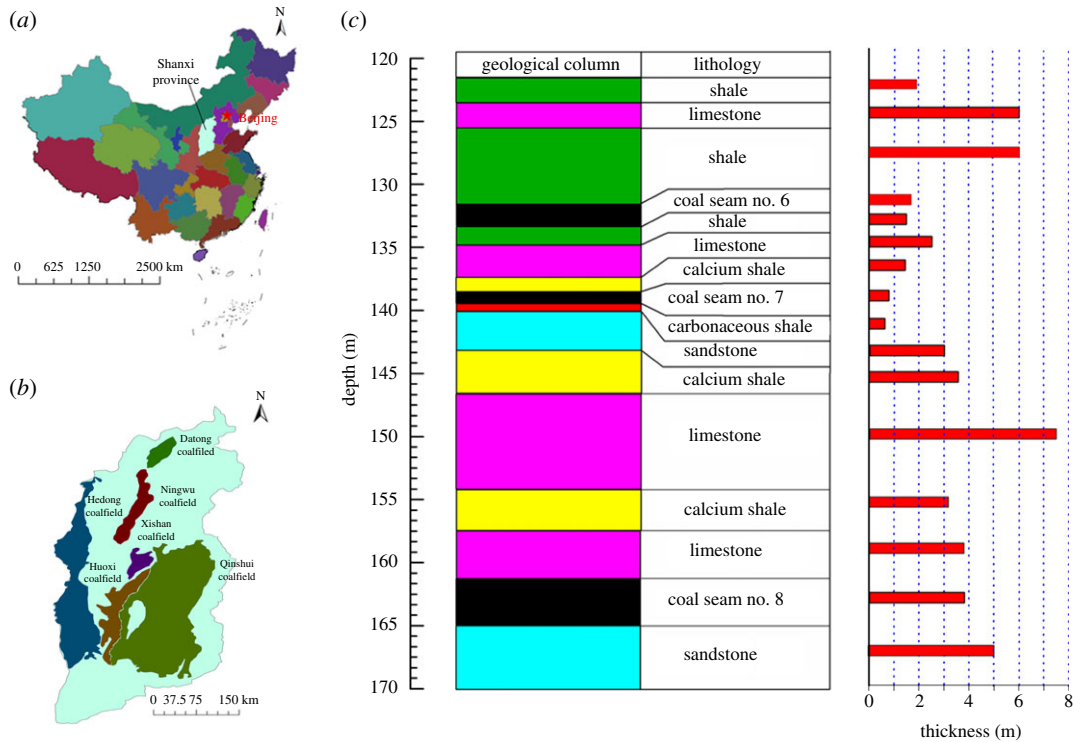 (a)
N
Shanxi
province
Beijing
0 625 1250 2500 km
(b)
N
Datong
coalfiled
Ningwu
coalfield
Hedong
coalfield
Xishan
coalfield
Huoxi
coalfield
Qinshui
coalfield
0 37.5 75 150 km
(c)
depth (m)
120
125
130
135
140
145
150
155
160
165
170
geological column lithology
shale
limestone
shale
coal seam no. 6
shale
limestone
calcium shale
coal seam no. 7
carbonaceous shale
sandstone
calcium shale
limestone
calcium shale
limestone
coal seam no. 8
sandstone
0 2 4 6 8
thickness (m)